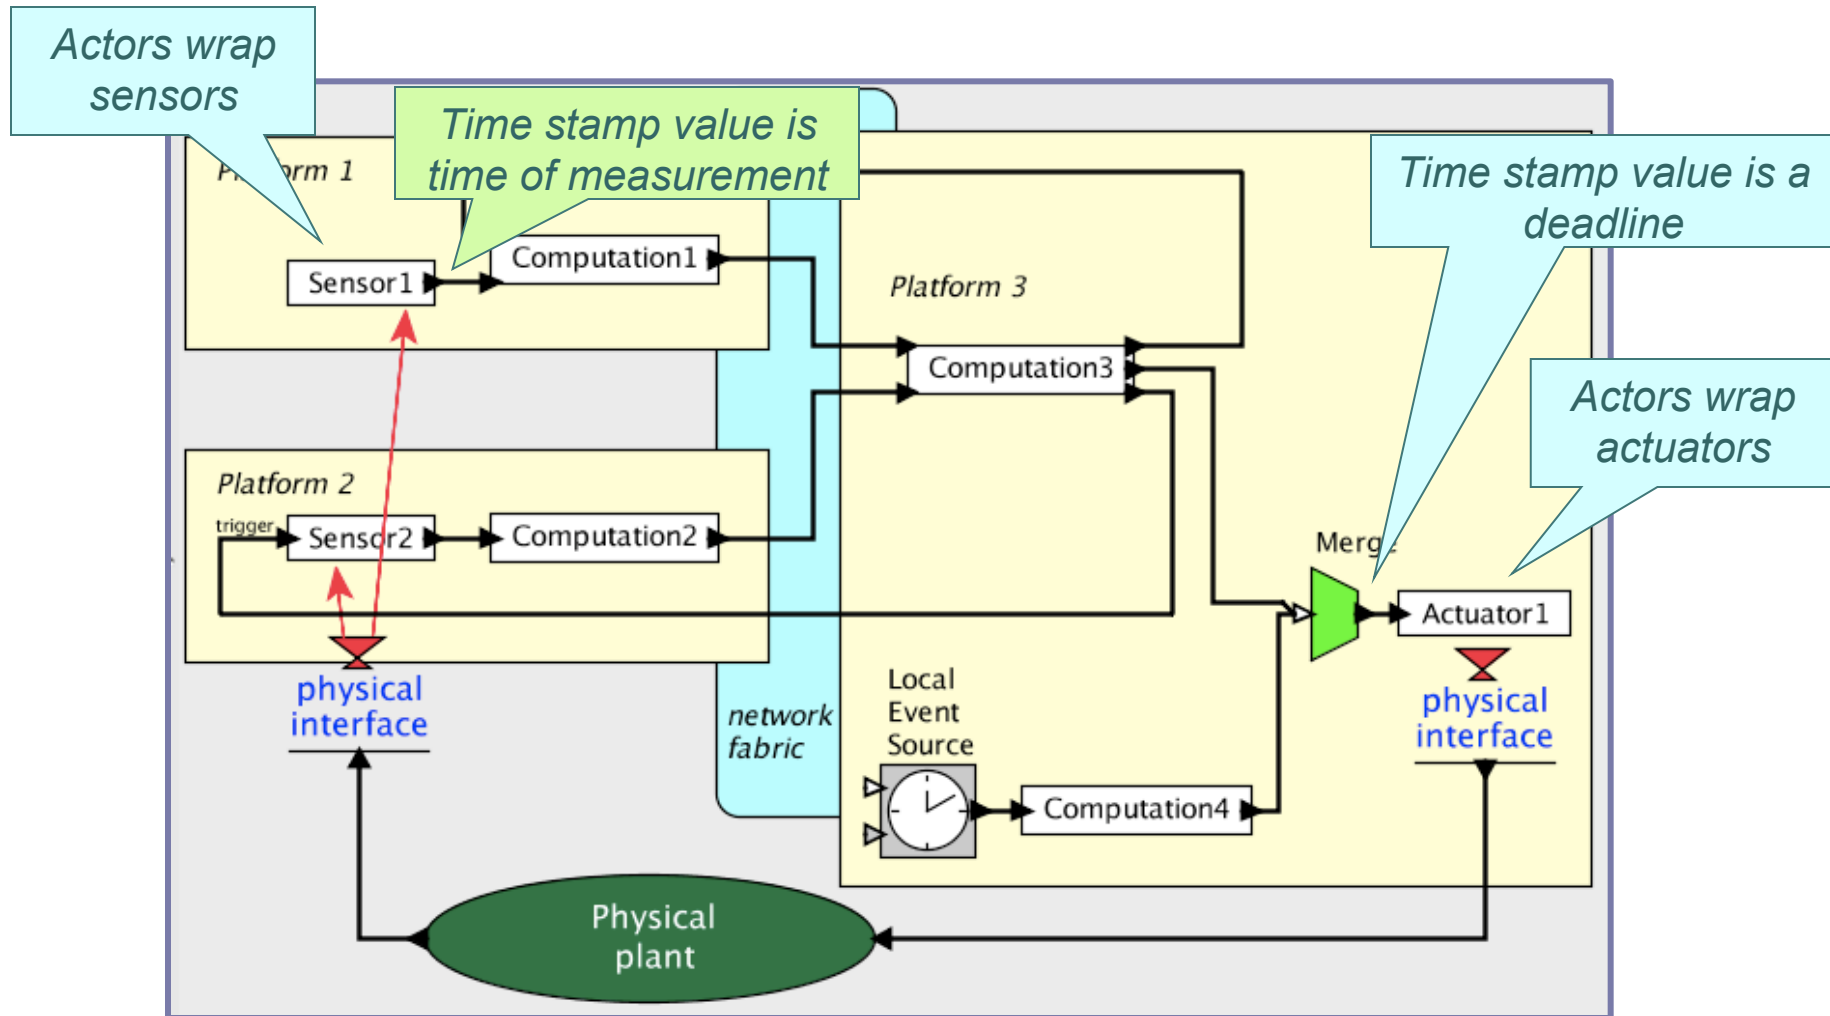 Actors wrap
sensors
Time stamp value is
time of measurement
Time stamp value is a
deadline
Actors wrap
actuators
1
Sensor1
Computation1
Platform 3
Computation3
Platform 2
trigger
Sensor2
Computation2
Merge
Actuator1
physical
interface
network
fabric
Local
Event
Source
Computation4
physical
interface
Physical
plant